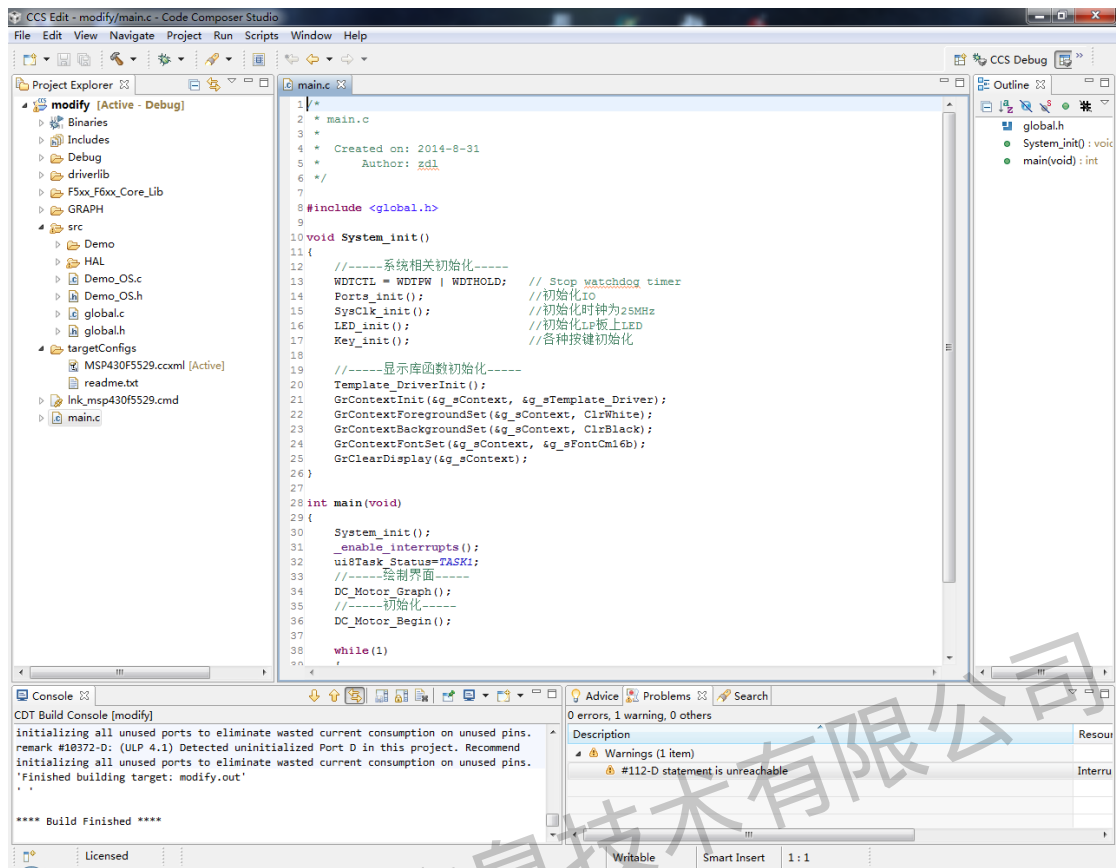 CCS Edit - modify/main.c - Code Composer Studio
File Edit View Navigate Project Run Scripts Window Help
CCS Debug
Project Explorer
modify [Active - Debug]
Binaries
Includes
Debug
driverlib
F5xx_F6xx_Core_Lib
GRAPH
src
Demo
HAL
Demo_OS.c
Demo_OS.h
global.c
global.h
targetConfigs
MSP430F5529.ccxml [Active]
readme.txt
lnk_msp430f5529.cmd
main.c
main.c
1 /*
2 * main.c
3 *
4 * Created on: 2014-8-31
5 * Author: zdl
6 */
7
8 #include <global.h>
9
10 void System_init()
11 {
12 //-----系统相关初始化-----
13 WDTCTL = WDTPW | WDTHOLD; // Stop watchdog timer
14 Ports_init(); //初始化IO
15 SysClk_init(); //初始化时钟为25MHz
16 LED_init(); //初始化LP板上LED
17 Key_init(); //各种按键初始化
18
19 //-----显示库函数初始化-----
20 Template_DriverInit();
21 GrContextInit(&g_sContext, &g_sTemplate_Driver);
22 GrContextForegroundSet(&g_sContext, ClrWhite);
23 GrContextBackgroundSet(&g_sContext, ClrBlack);
24 GrContextFontSet(&g_sContext, &g_sFontCm16b);
25 GrClearDisplay(&g_sContext);
26 }
27
28 int main(void)
29 {
30 System_init();
31 _enable_interrupts();
32 ui8Task_Status=TASK1;
33 //-----绘制界面-----
34 DC_Motor_Graph();
35 //-----初始化-----
36 DC_Motor_Begin();
37
38 while(1)
39 {
Outline
global.h
System_init() : void
main(void) : int
Console
CDT Build Console [modify]
initializing all unused ports to eliminate wasted current consumption on unused pins.
remark #10372-D: (ULP 4.1) Detected uninitialized Port D in this project. Recommend
initializing all unused ports to eliminate wasted current consumption on unused pins.
'Finished building target: modify.out'
' '
**** Build Finished ****
Advice Problems Search
0 errors, 1 warning, 0 others
Description Resour
Warnings (1 item)
#112-D statement is unreachable Interru
Licensed Writable Smart Insert 1 : 1
息技术有限公司